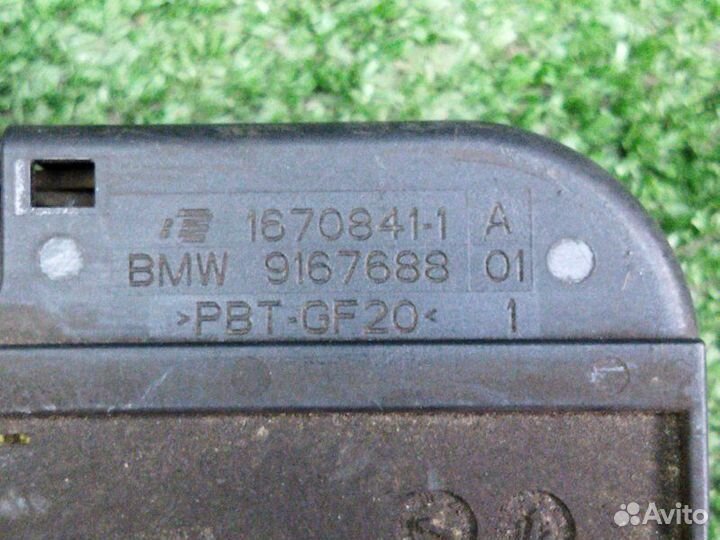 1670841-1 A
BMW 9167688 01
>PBT-GF20< 1
Avito